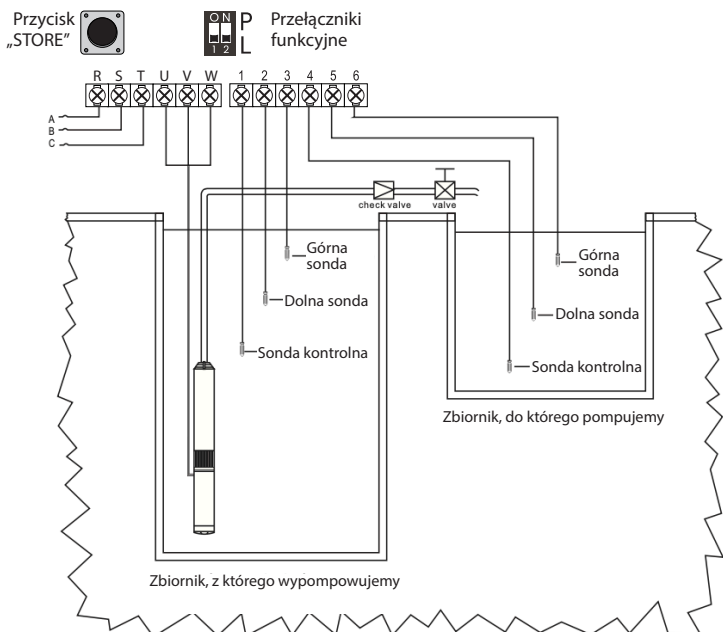 Przycisk
„STORE”
ON
1 2
P
L
Przełączniki
funkcyjne
R S T U V W 1 2 3 4 5 6
A
B
C
check valve
valve
Górna
sonda
Dolna sonda
Sonda kontrolna
Górna
sonda
Dolna sonda
Sonda kontrolna
Zbiornik, do którego pompujemy
Zbiornik, z którego wypompowujemy